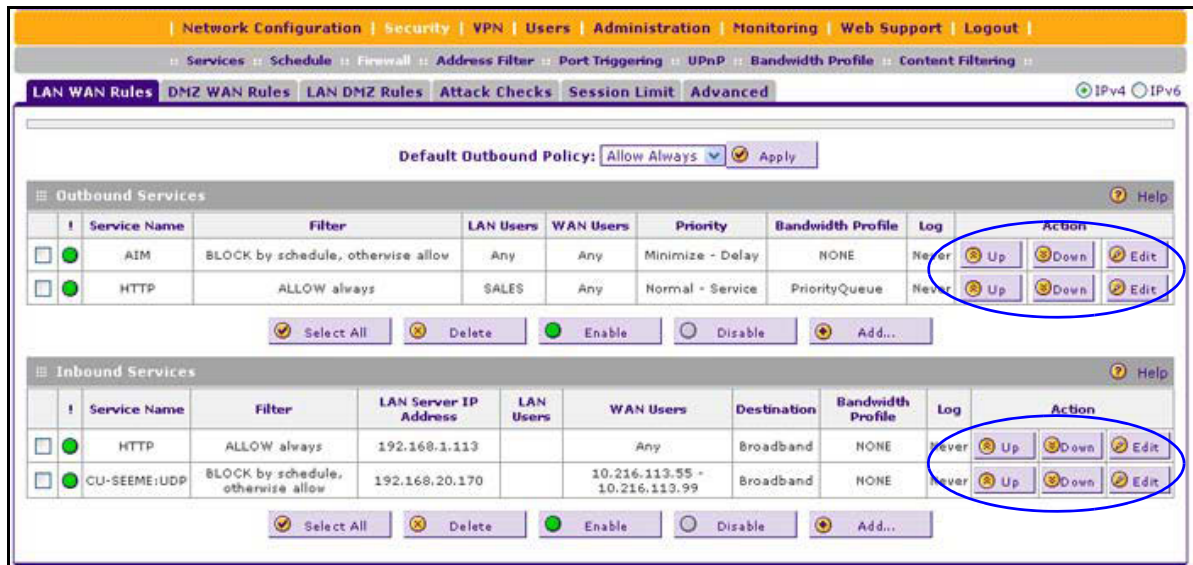 | Network Configuration | Security | VPN | Users | Administration | Monitoring | Web Support | Logout |
:: Services :: Schedule :: Firewall :: Address Filter :: Port Triggering :: UPnP :: Bandwidth Profile :: Content Filtering ::
LAN WAN Rules DMZ WAN Rules LAN DMZ Rules Attack Checks Session Limit Advanced IPv4 IPv6
Default Outbound Policy: Allow Always Apply
Outbound Services Help
! Service Name Filter LAN Users WAN Users Priority Bandwidth Profile Log Action
AIM BLOCK by schedule, otherwise allow Any Any Minimize - Delay NONE Never Up Down Edit
HTTP ALLOW always SALES Any Normal - Service PriorityQueue Never Up Down Edit
Select All Delete Enable Disable Add...
Inbound Services Help
! Service Name Filter LAN Server IP Address LAN Users WAN Users Destination Bandwidth Profile Log Action
HTTP ALLOW always 192.168.1.113 Any Broadband NONE Never Up Down Edit
CU-SEEME:UDP BLOCK by schedule, otherwise allow 192.168.20.170 10.216.113.55 - 10.216.113.99 Broadband NONE Never Up Down Edit
Select All Delete Enable Disable Add...